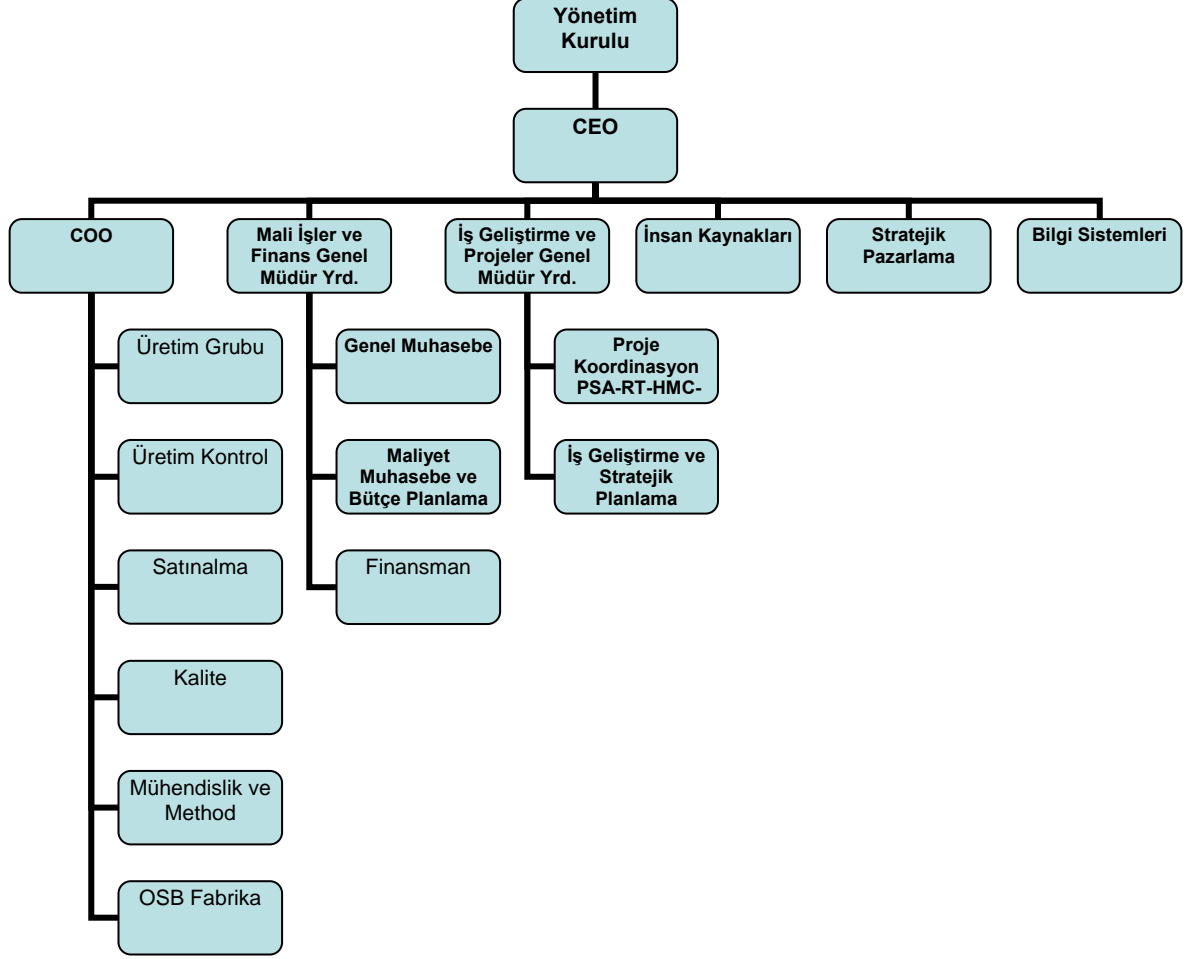 Yönetim
Kurulu
CEO
COO
Mali İşler ve
Finans Genel
Müdür Yrd.
İş Geliştirme ve
Projeler Genel
Müdür Yrd.
İnsan Kaynakları
Stratejik
Pazarlama
Bilgi Sistemleri
Üretim Grubu
Genel Muhasebe
Proje
Koordinasyon
PSA-RT-HMC-
Üretim Kontrol
Maliyet
Muhasebe ve
Bütçe Planlama
İş Geliştirme ve
Stratejik
Planlama
Satınalma
Finansman
Kalite
Mühendislik ve
Method
OSB Fabrika